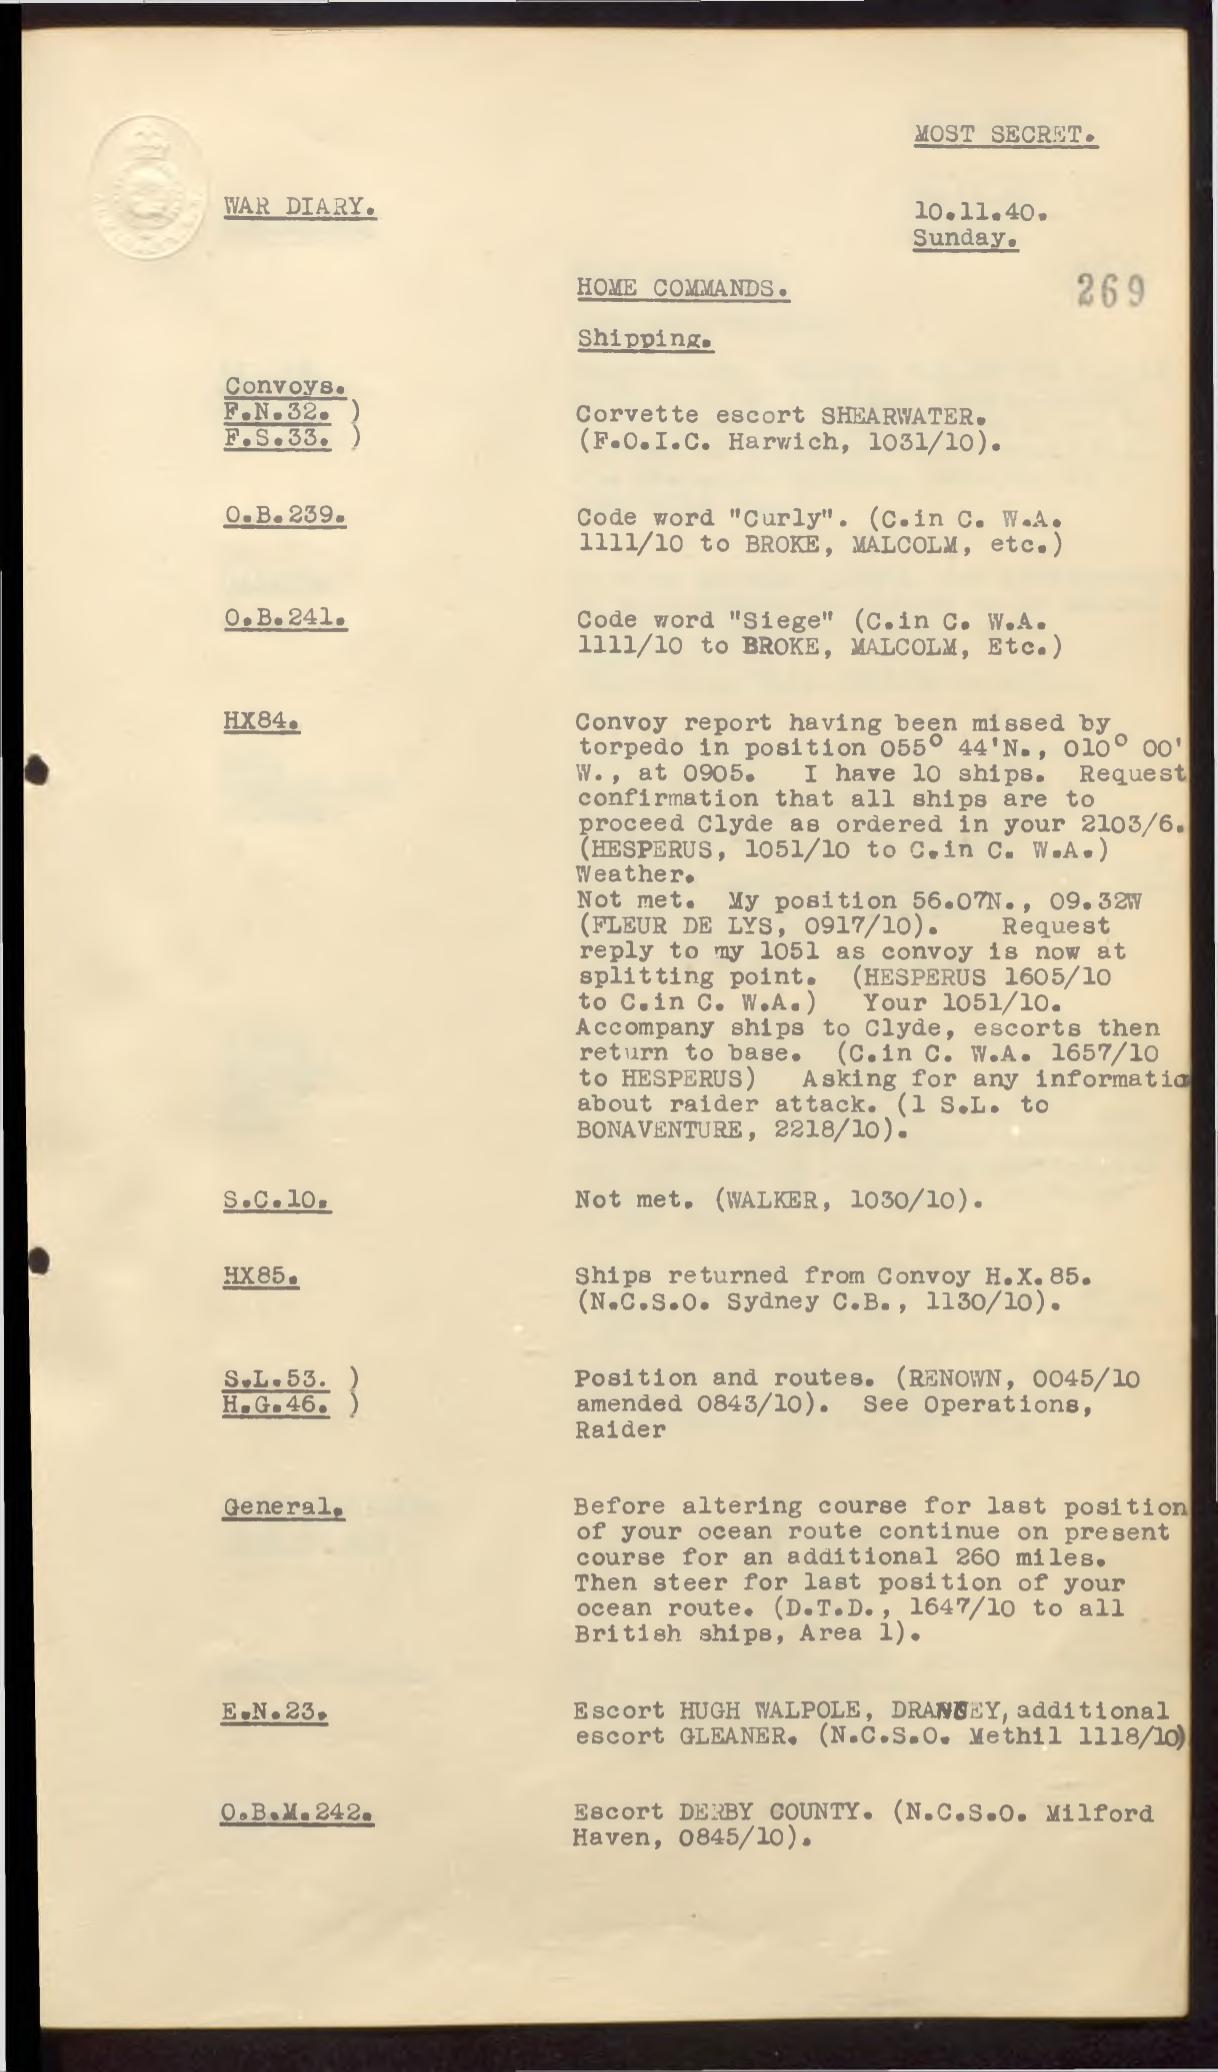 MOST SECRET.
WAR DIARY.
10.11.40.
Sunday.
HOME COMMANDS.
269
Shipping.
Convoys.
F.N.32. )
F.S.33. )
Corvette escort SHEARWATER.
(F.O.I.C. Harwich, 1031/10).
O.B.239.
Code word "Curly". (C.in C. W.A.
1111/10 to BROKE, MALCOLM, etc.)
O.B.241.
Code word "Siege" (C.in C. W.A.
1111/10 to BROKE, MALCOLM, Etc.)
HX84.
Convoy report having been missed by
torpedo in position 055° 44'N., 010° 00'
W., at 0905. I have 10 ships. Request
confirmation that all ships are to
proceed Clyde as ordered in your 2103/6.
(HESPERUS, 1051/10 to C.in C. W.A.)
Weather.
Not met. My position 56.07N., 09.32W
(FLEUR DE LYS, 0917/10). Request
reply to my 1051 as convoy is now at
splitting point. (HESPERUS 1605/10
to C.in C. W.A.) Your 1051/10.
Accompany ships to Clyde, escorts then
return to base. (C.in C. W.A. 1657/10
to HESPERUS) Asking for any informatio
about raider attack. (1 S.L. to
BONAVENTURE, 2218/10).
S.C.10.
Not met. (WALKER, 1030/10).
HX85.
Ships returned from Convoy H.X.85.
(N.C.S.O. Sydney C.B., 1130/10).
S.L.53. )
H.G.46. )
Position and routes. (RENOWN, 0045/10
amended 0843/10). See Operations,
Raider
General.
Before altering course for last position
of your ocean route continue on present
course for an additional 260 miles.
Then steer for last position of your
ocean route. (D.T.D., 1647/10 to all
British ships, Area 1).
E.N.23.
Escort HUGH WALPOLE, additional
escort GLEANER. (N.C.S.O. Methil 1118/10)
O.B.M.242.
Escort DERBY COUNTY. (N.C.S.O. Milford
Haven, 0845/10).